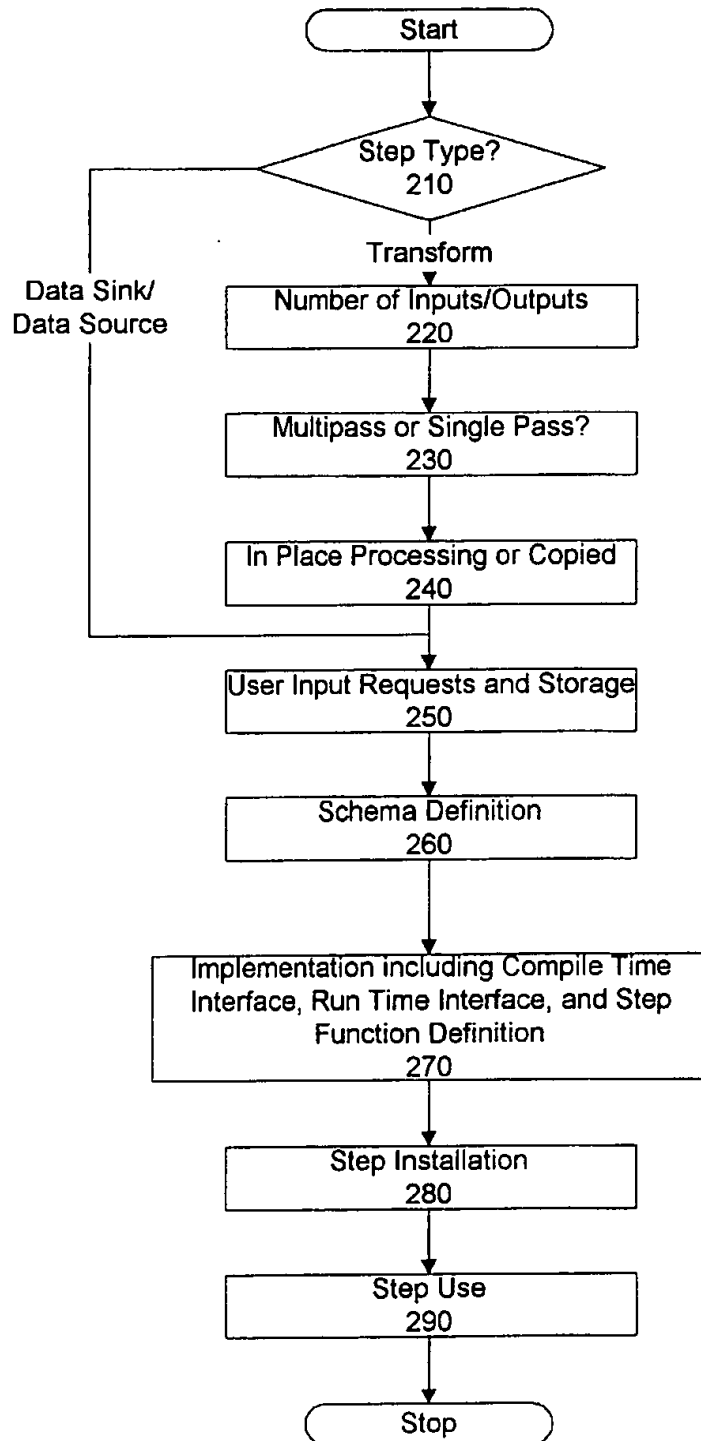 Start
Step Type?
210
Transform
Data Sink/
Data Source
Number of Inputs/Outputs
220
Multipass or Single Pass?
230
In Place Processing or Copied
240
User Input Requests and Storage
250
Schema Definition
260
Implementation including Compile Time
Interface, Run Time Interface, and Step
Function Definition
270
Step Installation
280
Step Use
290
Stop